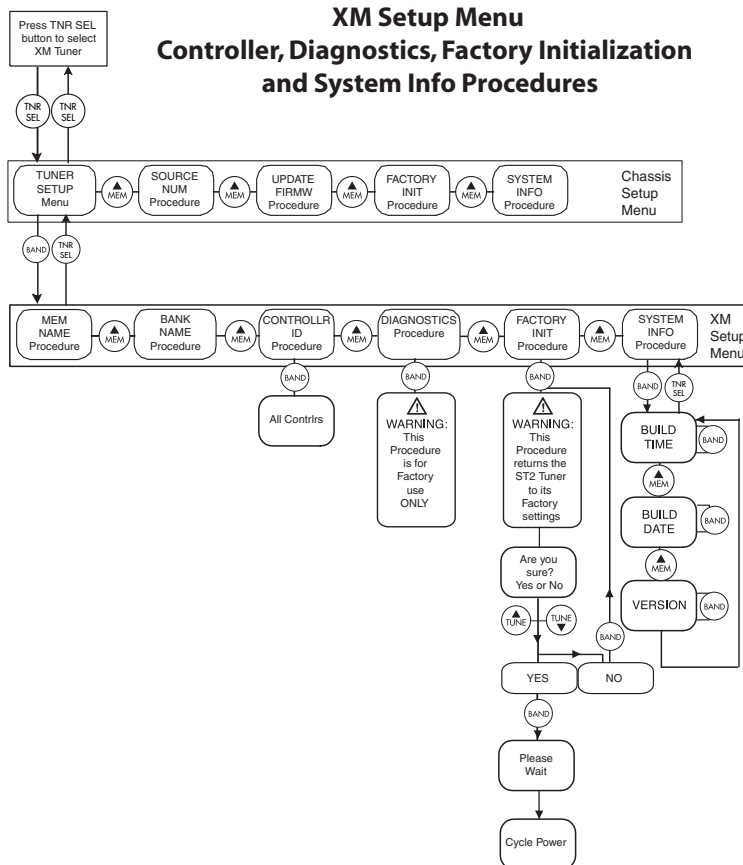 XM Setup Menu
Controller, Diagnostics, Factory Initialization
and System Info Procedures
Press TNR SEL
button to select
XM Tuner
TNR
SEL
TNR
SEL
TUNER
SETUP
Menu
MEM
SOURCE
NUM
Procedure
MEM
UPDATE
FIRMW
Procedure
MEM
FACTORY
INIT
Procedure
MEM
SYSTEM
INFO
Procedure
Chassis
Setup
Menu
BAND
TNR
SEL
MEM
NAME
Procedure
MEM
BANK
NAME
Procedure
MEM
CONTROLLR
ID
Procedure
MEM
DIAGNOSTICS
Procedure
MEM
FACTORY
INIT
Procedure
MEM
SYSTEM
INFO
Procedure
XM
Setup
Menu
BAND
All Contrlrs
BAND
WARNING:
This
Procedure
is for
Factory
use
ONLY
BAND
WARNING:
This
Procedure
returns the
ST2 Tuner
to its
Factory
settings
Are you
sure?
Yes or No
TUNE
TUNE
YES
NO
BAND
BAND
Please
Wait
Cycle Power
BAND
TNR
SEL
BUILD
TIME
BAND
MEM
BUILD
DATE
BAND
MEM
VERSION
BAND